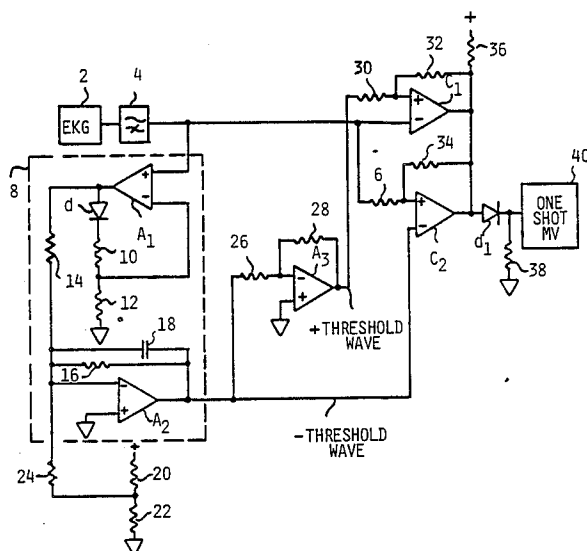 2
4
EKG
8
d
A1
10
14
12
18
16
A2
24
+
20
22
26
28
A3
+ THRESHOLD
WAVE
- THRESHOLD
WAVE
30
32
+
36
C1
34
6
C2
d1
38
40
ONE
SHOT
MV